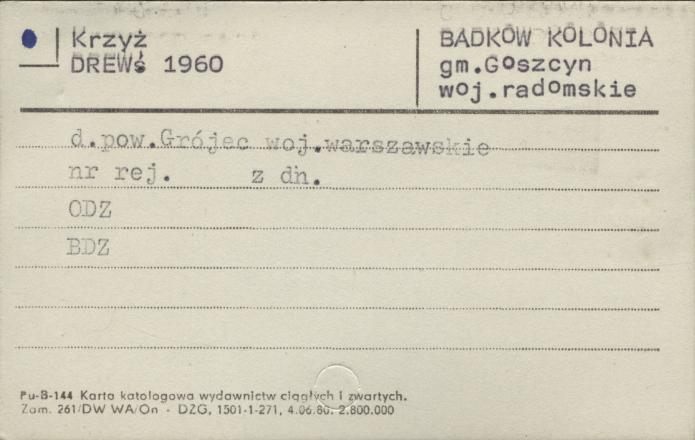 Krzyż
DREWś 1960
BADKÓW KOLONIA
gm.Goszcyn
woj.radomskie
d.pow.Grójec woj.warszawskie
nr rej. z dn.
ODZ
BDZ
Pu-B-144 Karta katologowa wydawnictw ciągłych i zwartych.
Zam. 261/DW WA/On - DZG, 1501-1-271, 4.06.80. 2.800.000